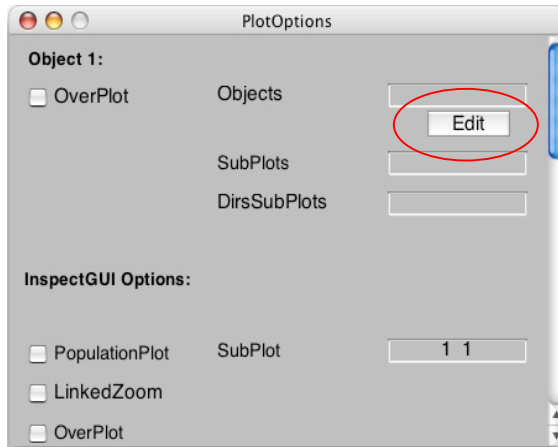 PlotOptions
Object 1:
OverPlot Objects
Edit
SubPlots
DirsSubPlots
InspectGUI Options:
PopulationPlot SubPlot 1 1
LinkedZoom
OverPlot